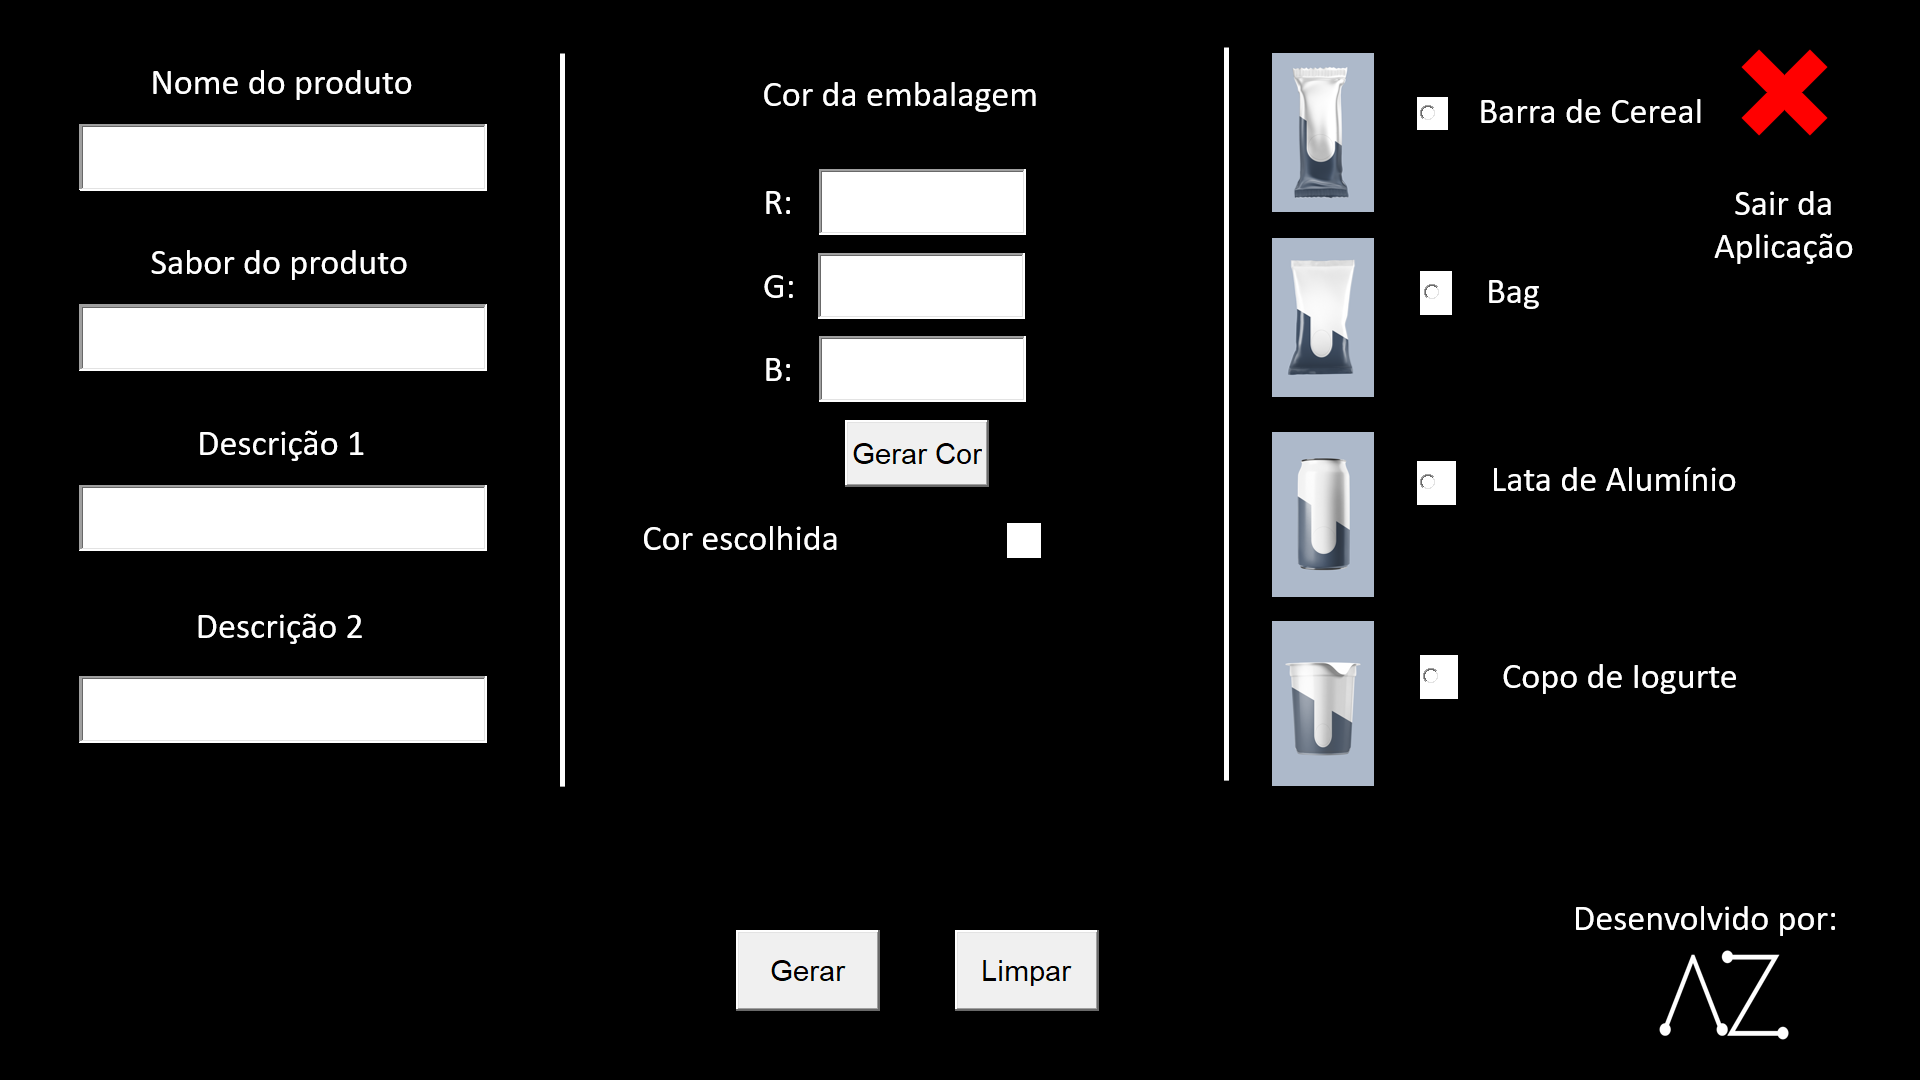 Nome do produto
Sabor do produto
Descrição 1
Descrição 2
Cor da embalagem
R:
G:
B:
Gerar Cor
Cor escolhida
Barra de Cereal
Bag
Lata de Alumínio
Copo de Iogurte
Sair da
Aplicação
Gerar
Limpar
Desenvolvido por:
AZ